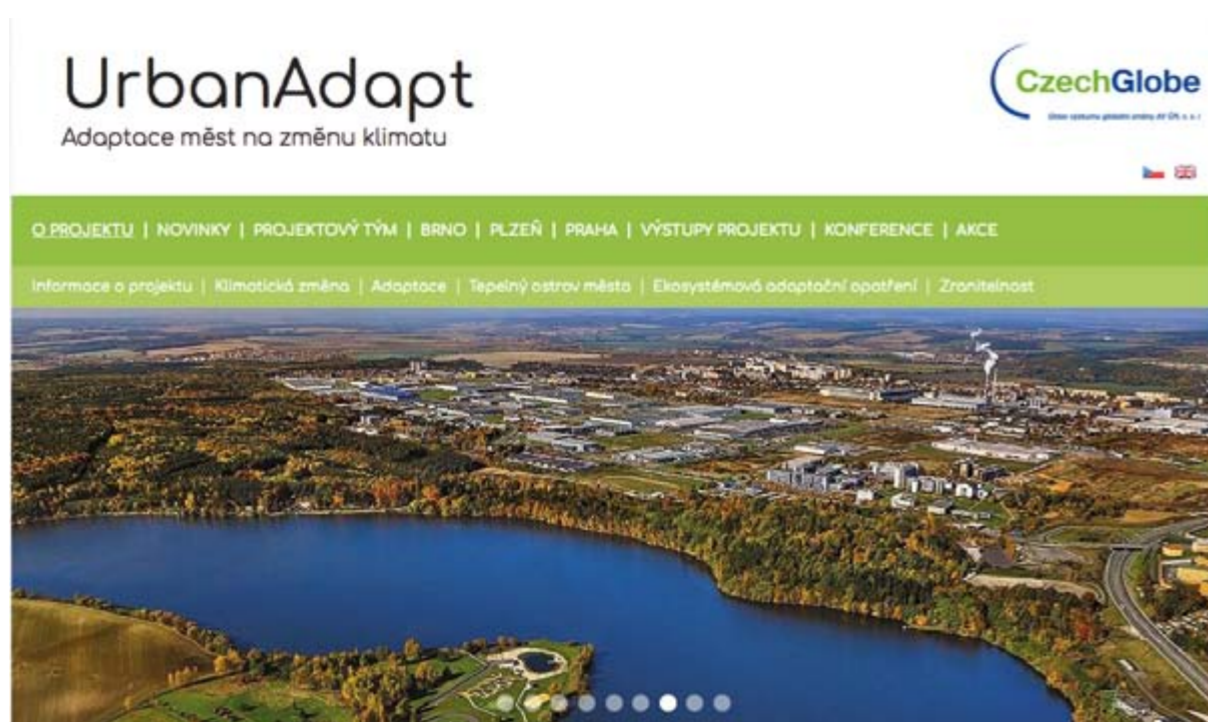 UrbanAdapt
Adaptace měst na změnu klimatu
CzechGlobe
O PROJEKTU | NOVINKY | PROJEKTOVÝ TÝM | BRNO | PLZEŇ | PRAHA | VÝSTUPY PROJEKTU | KONFERENCE | AKCE
Informace o projektu | Klimatická změna | Adaptace | Tepelný ostrov města | Ekosystémová adaptační opatření | Zranitelnost